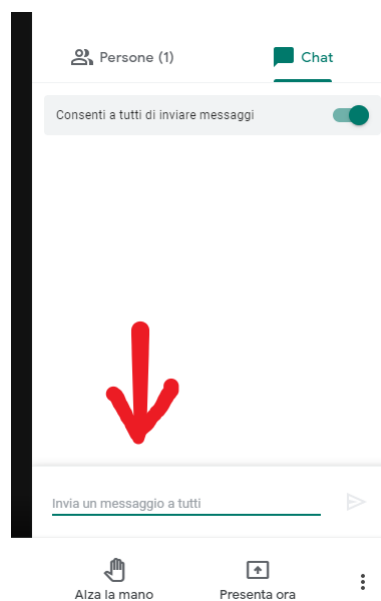 Persone (1)
Chat
Consenti a tutti di inviare messaggi
Invia un messaggio a tutti
Alza la mano
Presenta ora